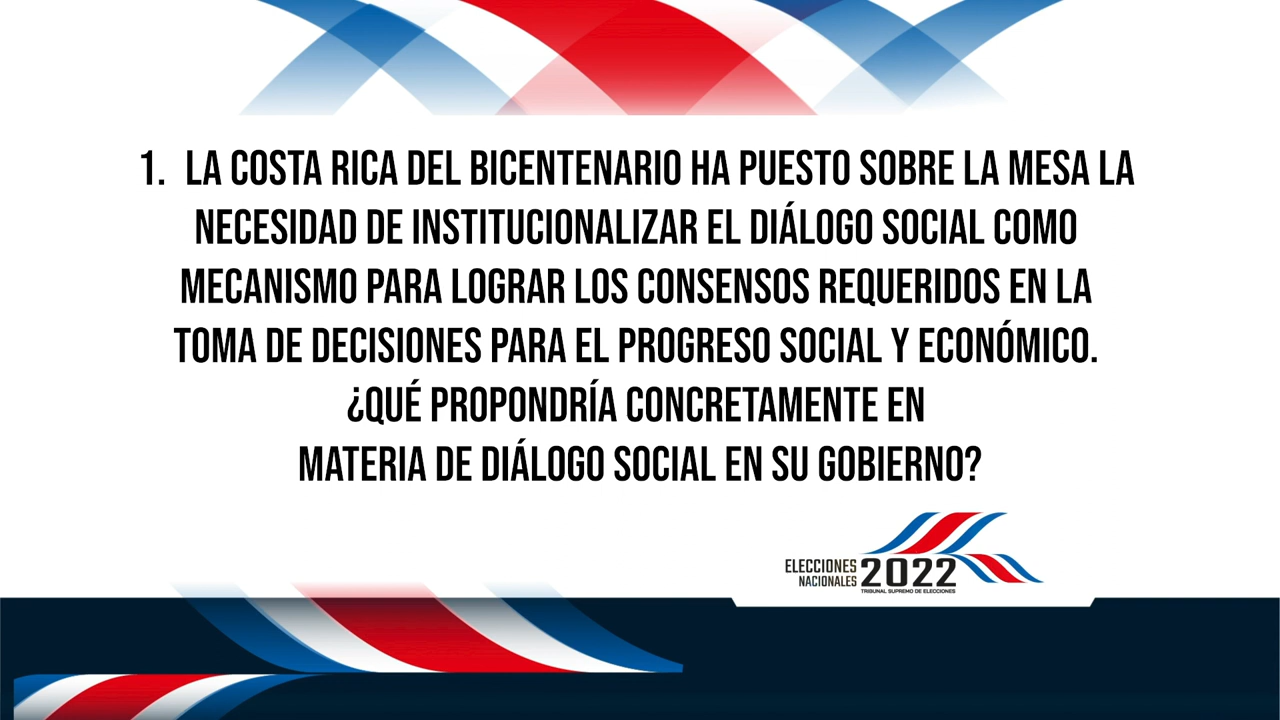 1. LA COSTA RICA DEL BICENTENARIO HA PUESTO SOBRE LA MESA LA
NECESIDAD DE INSTITUCIONALIZAR EL DIÁLOGO SOCIAL COMO
MECANISMO PARA LOGRAR LOS CONSENSOS REQUERIDOS EN LA
TOMA DE DECISIONES PARA EL PROGRESO SOCIAL Y ECONÓMICO.
¿QUÉ PROPONDRÍA CONCRETAMENTE EN
MATERIA DE DIÁLOGO SOCIAL EN SU GOBIERNO?
ELECCIONES
NACIONALES
2022
TRIBUNAL SUPREMO DE ELECCIONES